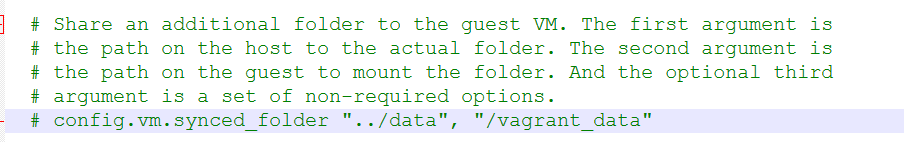 # Share an additional folder to the guest VM. The first argument is
# the path on the host to the actual folder. The second argument is
# the path on the guest to mount the folder. And the optional third
# argument is a set of non-required options.
# config.vm.synced_folder "../data", "/vagrant_data"